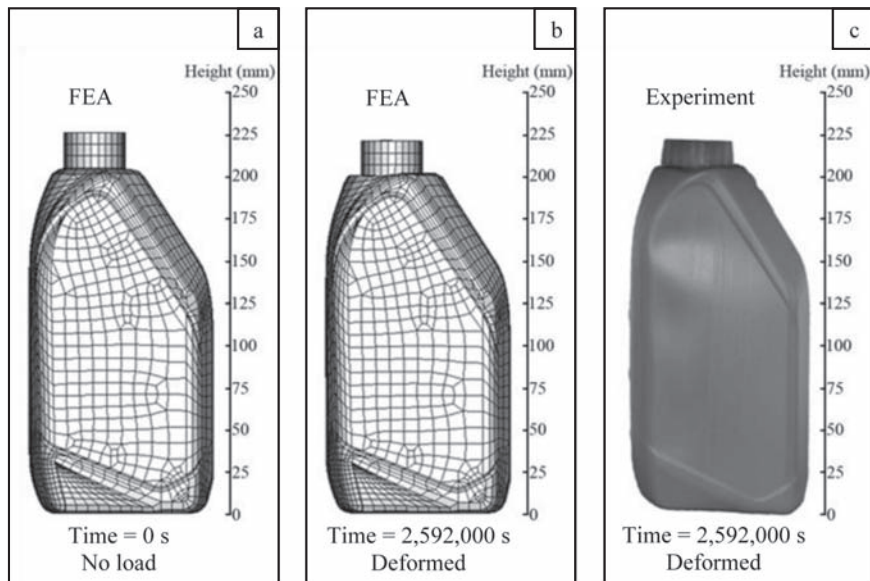 a
Height (mm)
FEA
250
225
200
175
150
125
100
75
50
25
0
Time = 0 s
No load
b
Height (mm)
FEA
250
225
200
175
150
125
100
75
50
25
0
Time = 2,592,000 s
Deformed
c
Height (mm)
Experiment
250
225
200
175
150
125
100
75
50
25
0
Time = 2,592,000 s
Deformed